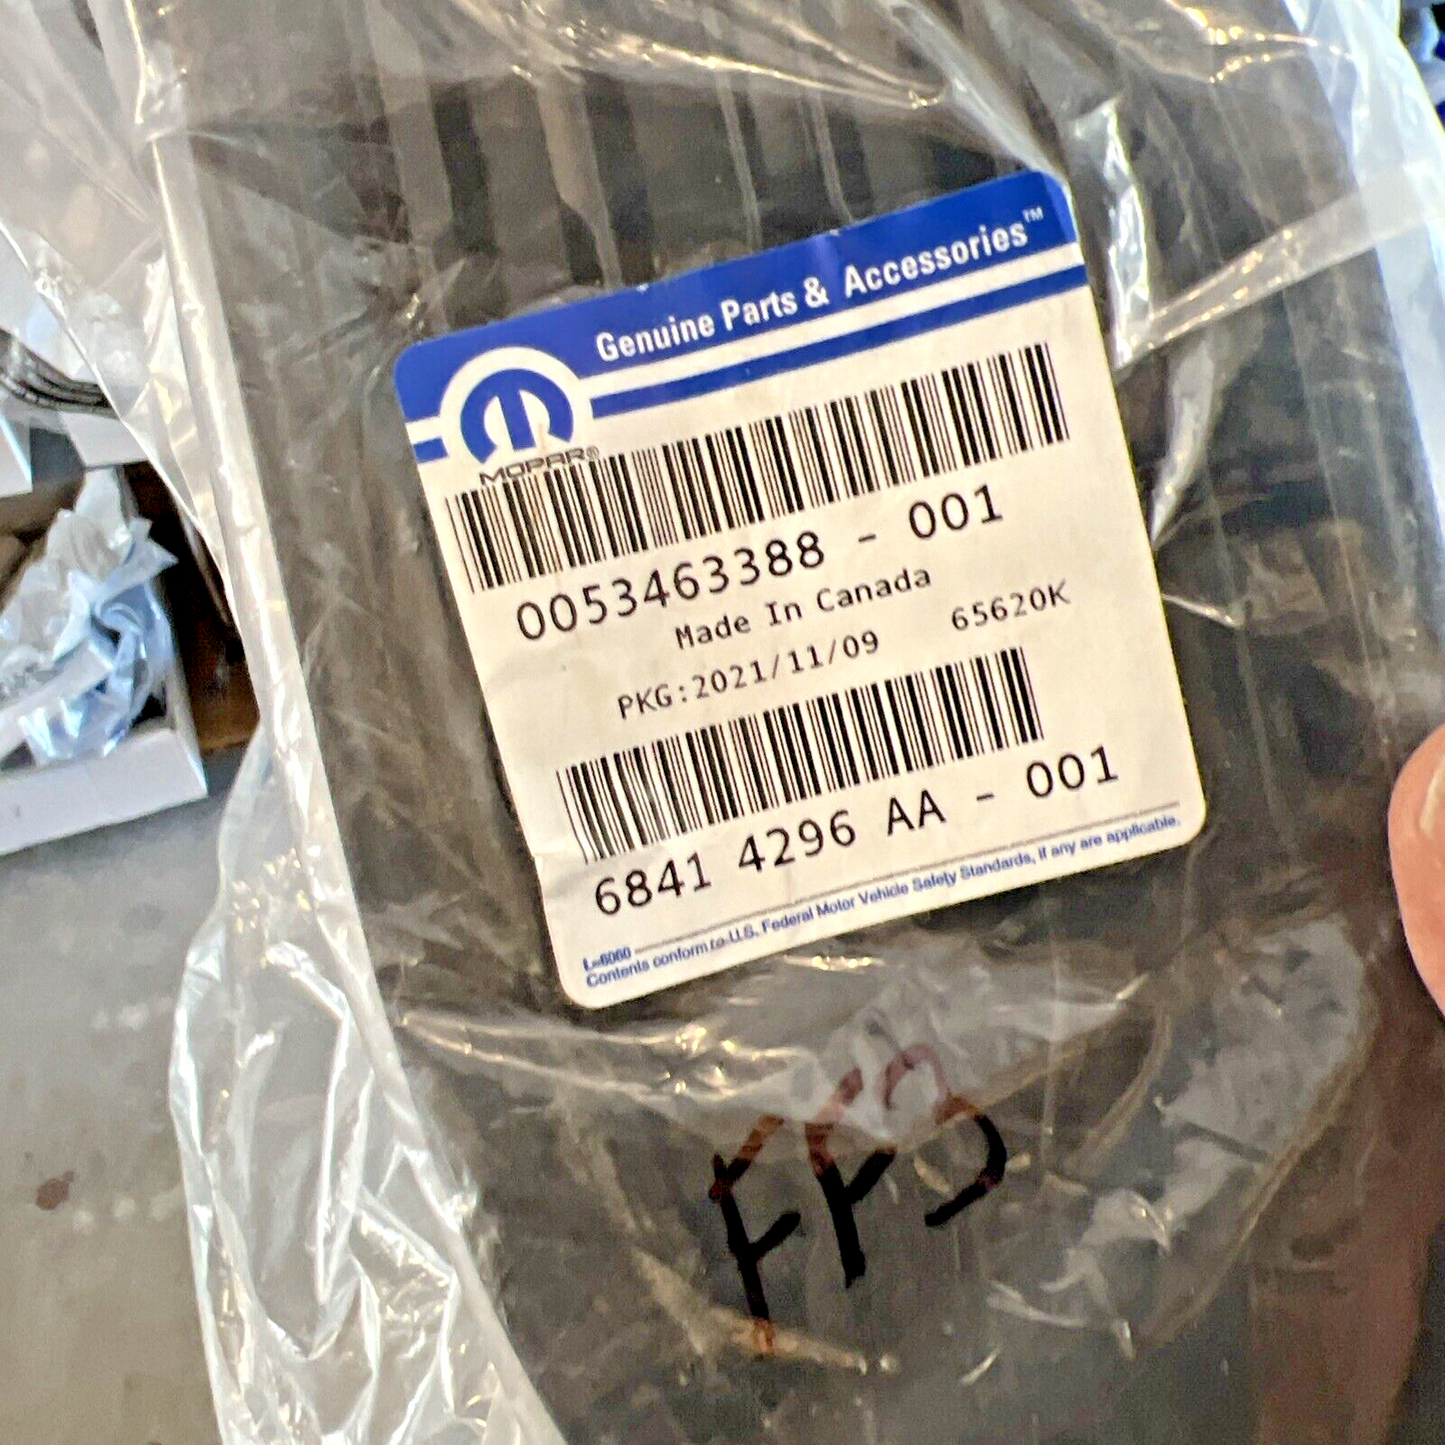 Genuine Parts & Accessories™
MOPAR®
0053463388 - 001
Made In Canada
PKG:2021/11/09 65620K
6841 4296 AA - 001
L-6060
Contents conform to U.S. Federal Motor Vehicle Safety Standards, if any are applicable.
FF3